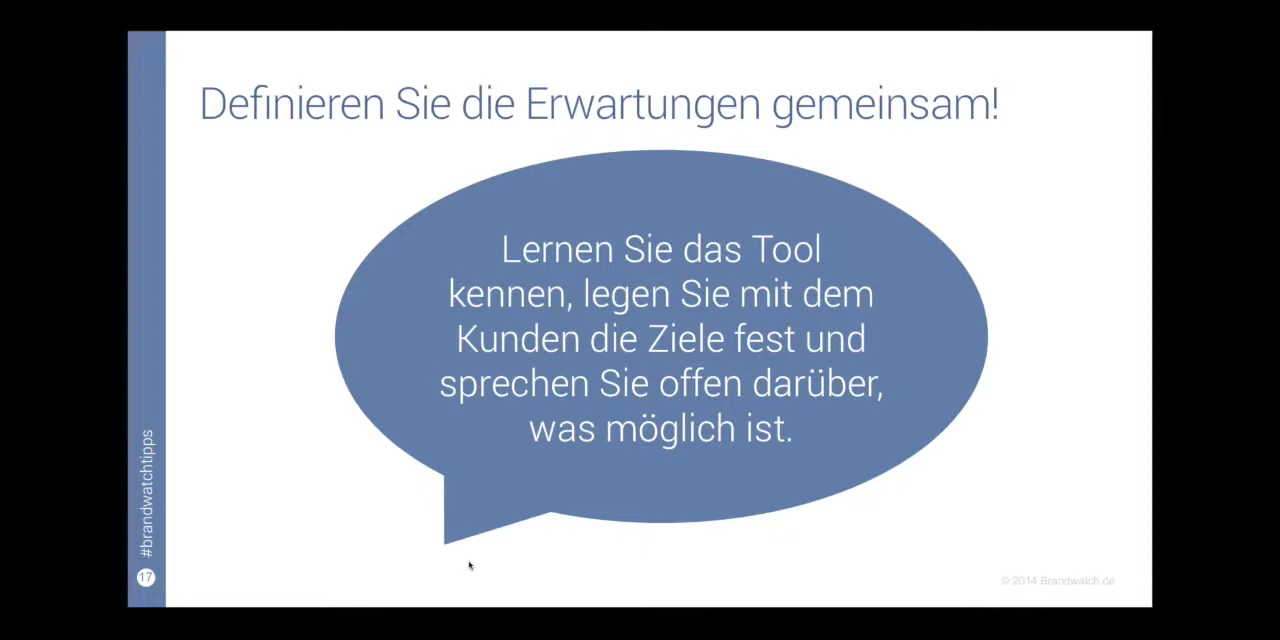 Definieren Sie die Erwartungen gemeinsam!
Lernen Sie das Tool
kennen, legen Sie mit dem
Kunden die Ziele fest und
sprechen Sie offen darüber,
was möglich ist.
#brandwatchtipps
17
© 2014 Brandwatch.de